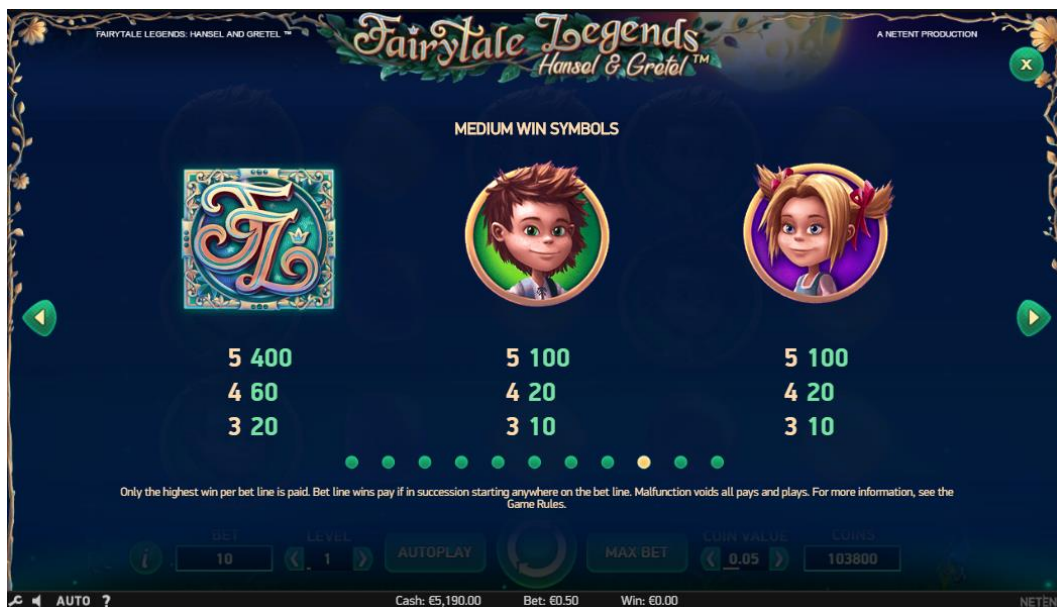 FAIRYTALE LEGENDS: HANSEL AND GRETEL ™
Fairytale Legends
Hansel & Gretel™
A NETENT PRODUCTION
X
MEDIUM WIN SYMBOLS
FL
5 400
4 60
3 20
5 100
4 20
3 10
5 100
4 20
3 10
Only the highest win per bet line is paid. Bet line wins pay if in succession starting anywhere on the bet line. Malfunction voids all pays and plays. For more information, see the
Game Rules.
BET
LEVEL
COIN VALUE
COINS
i
10
1
AUTOPLAY
MAX BET
0.05
103800
AUTO ?
Cash: €5,190.00
Bet: €0.50
Win: €0.00
NETENT